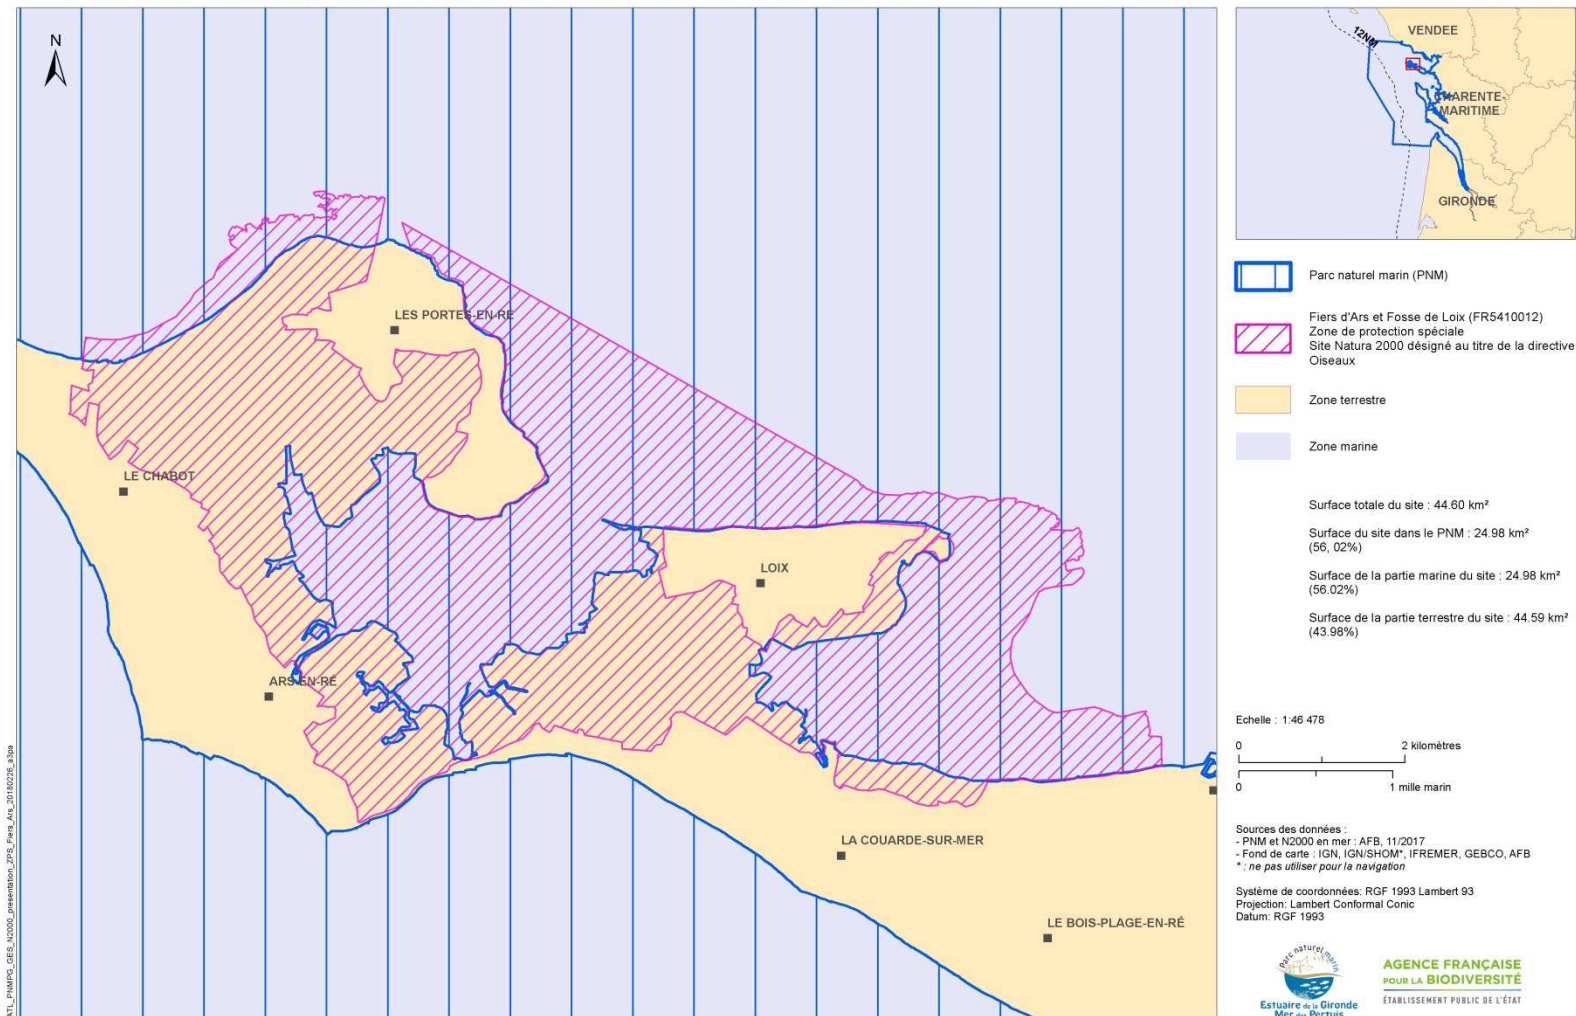 N
LES PORTES-EN-RÉ
LE CHABOT
LOIX
ARS-EN-RÉ
LA COUARDE-SUR-MER
LE BOIS-PLAGE-EN-RÉ
ATL_PNMPG_GES_N2000_presentation_ZPS_Fiers_Ars_20180226_a3pa
12NM
VENDEE
CHARENTE-
MARITIME
GIRONDE
Parc naturel marin (PNM)
Fiers d'Ars et Fosse de Loix (FR5410012)
Zone de protection spéciale
Site Natura 2000 désigné au titre de la directive
Oiseaux
Zone terrestre
Zone marine
Surface totale du site : 44.60 km²
Surface du site dans le PNM : 24.98 km²
(56, 02%)
Surface de la partie marine du site : 24.98 km²
(56.02%)
Surface de la partie terrestre du site : 44.59 km²
(43.98%)
Echelle : 1:46 478
0 2 kilomètres
0 1 mille marin
Sources des données :
- PNM et N2000 en mer : AFB, 11/2017
- Fond de carte : IGN, IGN/SHOM*, IFREMER, GEBCO, AFB
* : ne pas utiliser pour la navigation
Système de coordonnées: RGF 1993 Lambert 93
Projection: Lambert Conformal Conic
Datum: RGF 1993
Parc naturel marin
Estuaire de la Gironde
Mer des Pertuis
AGENCE FRANÇAISE
POUR LA BIODIVERSITÉ
ÉTABLISSEMENT PUBLIC DE L'ÉTAT